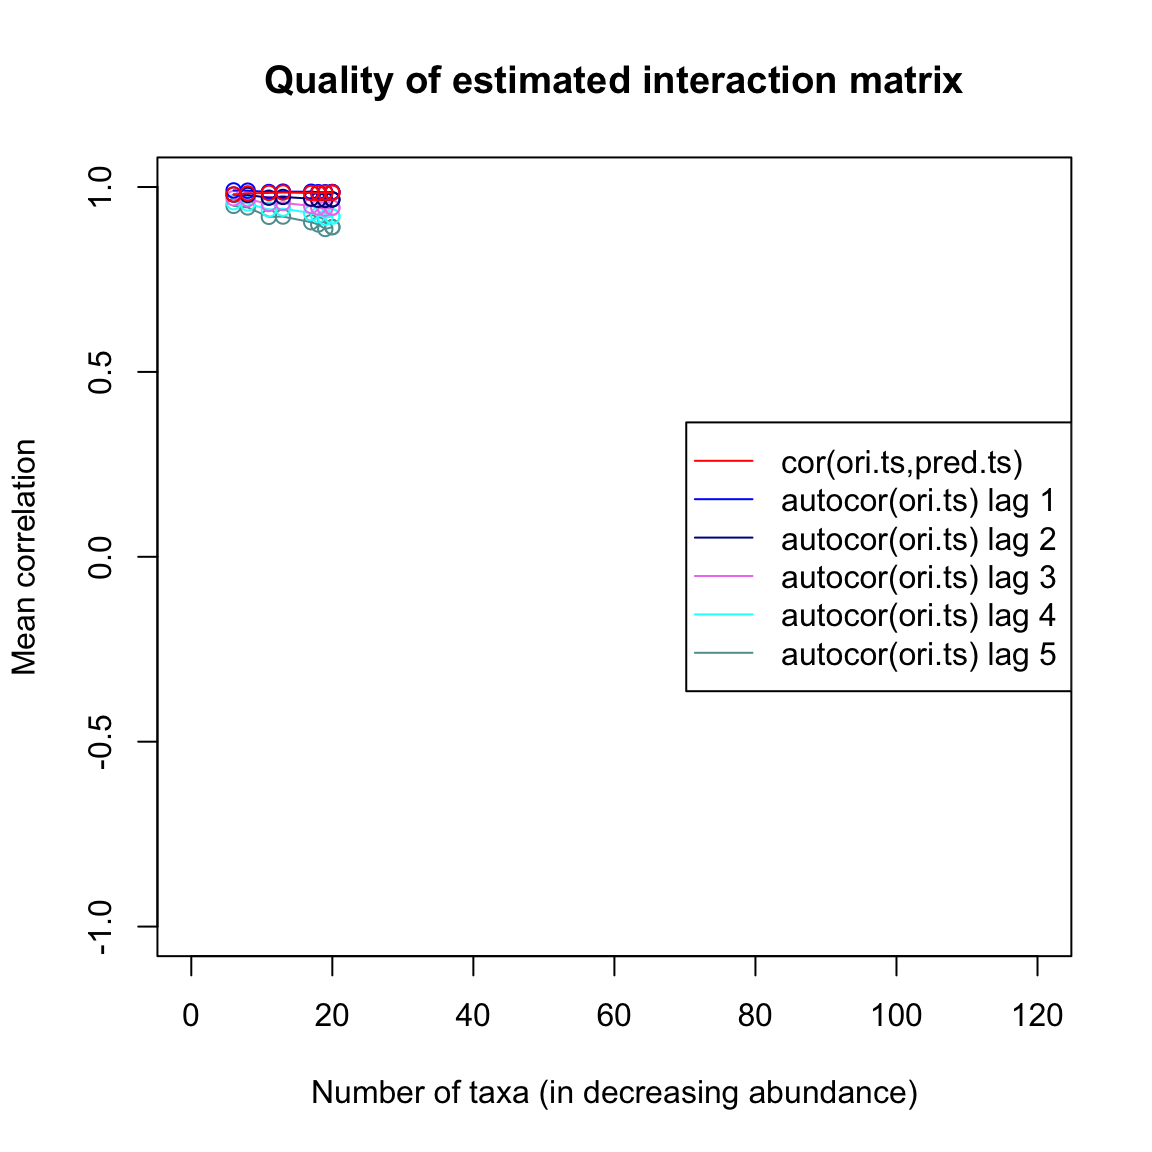 Quality of estimated interaction matrix
1.0
0.5
0.0
-0.5
-1.0
Mean correlation
cor(ori.ts,pred.ts)
autocor(ori.ts) lag 1
autocor(ori.ts) lag 2
autocor(ori.ts) lag 3
autocor(ori.ts) lag 4
autocor(ori.ts) lag 5
0 20 40 60 80 100 120
Number of taxa (in decreasing abundance)